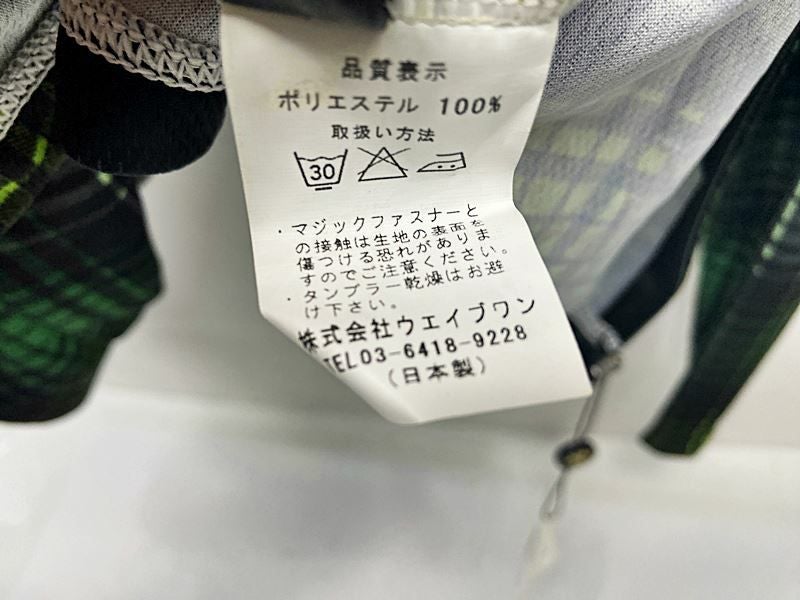 品質表示
ポリエステル 100%
取扱い方法
30
・マジックファスナーと
の接触は生地の表面を
傷つける恐れがありま
すのでご注意ください。
・タンブラー乾燥はお避
け下さい。
株式会社ウエイブワン
TEL03-6418-9228
(日本製)